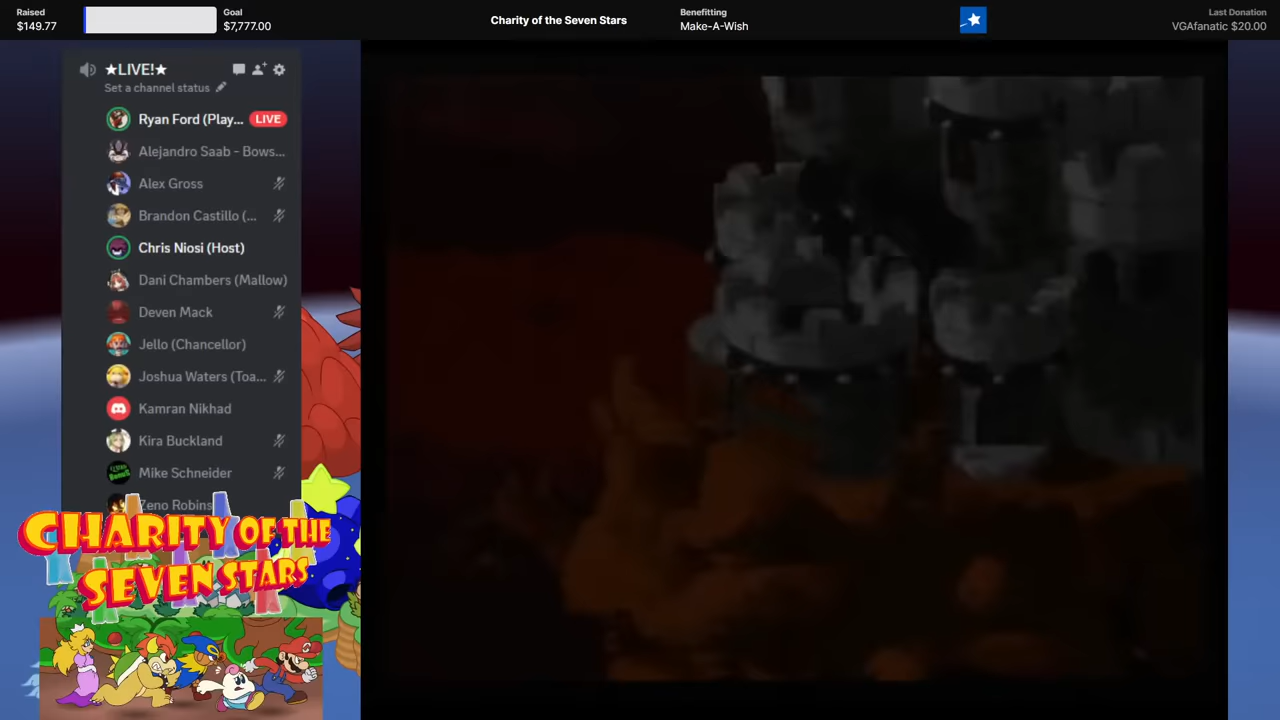 Raised
$149.77
Goal
$7,777.00
Charity of the Seven Stars
Benefitting
Make-A-Wish
Last Donation
VGAfanatic $20.00
★LIVE!★
Set a channel status
Ryan Ford (Play... LIVE
Alejandro Saab - Bows...
Alex Gross
Brandon Castillo (...
Chris Niosi (Host)
Dani Chambers (Mallow)
Deven Mack
Jello (Chancellor)
Joshua Waters (Toa...
Kamran Nikhad
Kira Buckland
Mike Schneider
Zeno Robins
CHARITY OF THE
SEVEN STARS